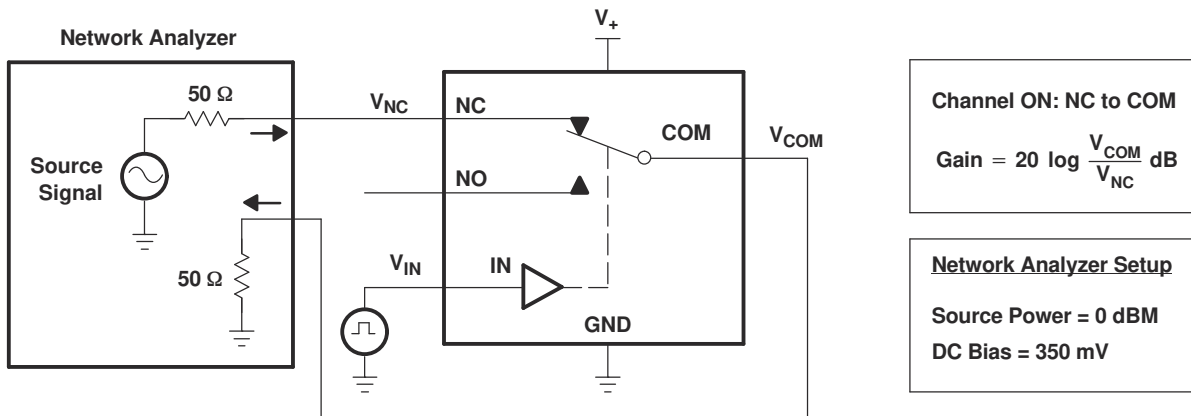 V+
Network Analyzer
50 Ω
VNC
NC
COM
VCOM
Source
Signal
NO
50 Ω
VIN
IN
GND
Channel ON: NC to COM
Gain = 20 log VCOM/VNC dB
Network Analyzer Setup
Source Power = 0 dBM
DC Bias = 350 mV